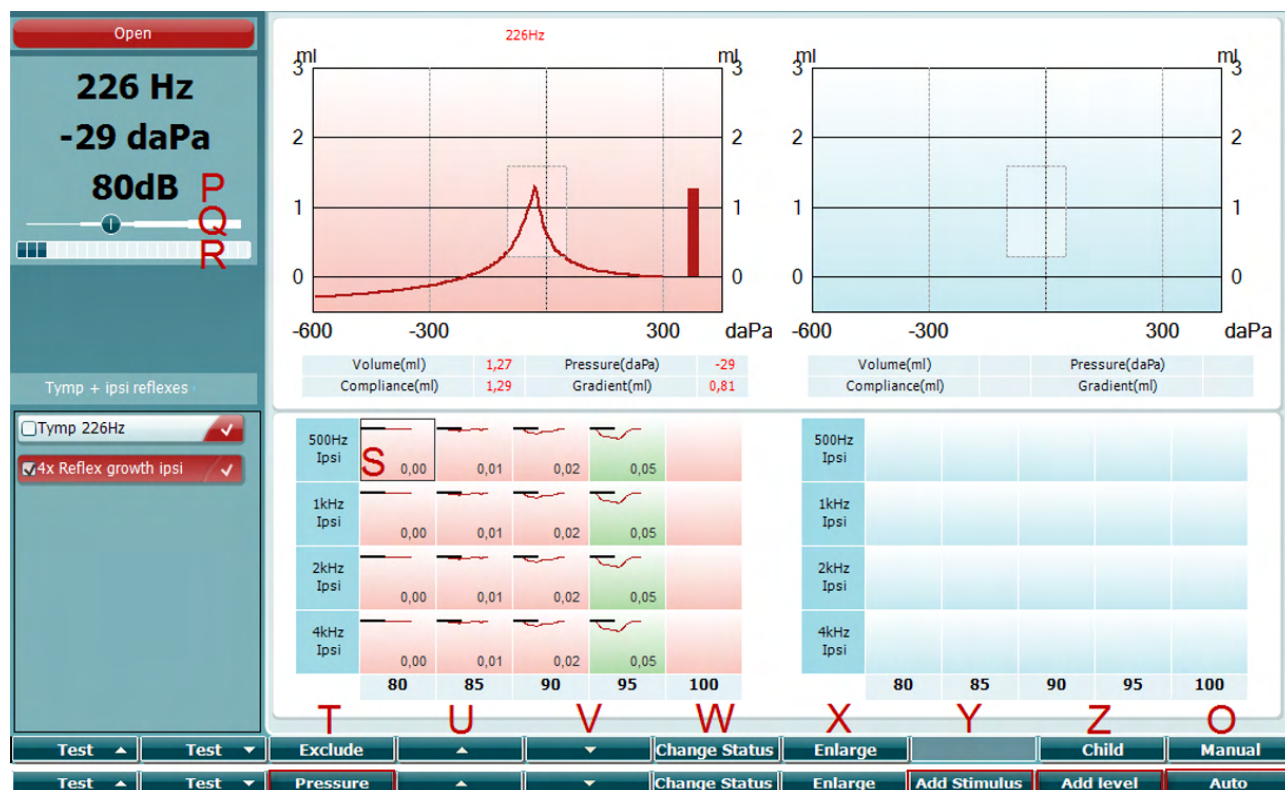 Open
226 Hz
-29 daPa
80dB P
Q
R
Tymp + ipsi reflexes
Tymp 226Hz
4x Reflex growth ipsi
226Hz
ml ml
3 3
2 2
1 1
0 0
-600 -300 300 daPa
Volume(ml) 1,27 Pressure(daPa) -29
Compliance(ml) 1,29 Gradient(ml) 0,81
ml ml
3 3
2 2
1 1
0 0
-600 -300 300 daPa
Volume(ml) Pressure(daPa)
Compliance(ml) Gradient(ml)
500Hz
Ipsi S 0,00 0,01 0,02 0,05
1kHz
Ipsi 0,00 0,01 0,02 0,05
2kHz
Ipsi 0,00 0,01 0,02 0,05
4kHz
Ipsi 0,00 0,01 0,02 0,05
80 85 90 95 100
500Hz
Ipsi
1kHz
Ipsi
2kHz
Ipsi
4kHz
Ipsi
80 85 90 95 100
T U V W X Y Z O
Test Test Exclude Change Status Enlarge Child Manual
Test Test Pressure Change Status Enlarge Add Stimulus Add level Auto